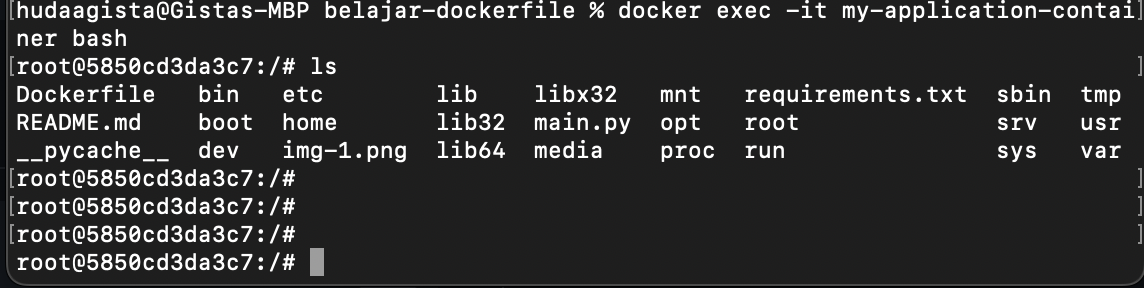 [hudaagista@Gistas-MBP belajar-dockerfile % docker exec -it my-application-contai]
ner bash
[root@5850cd3da3c7:/# ls ]
Dockerfile bin etc lib libx32 mnt requirements.txt sbin tmp
README.md boot home lib32 main.py opt root srv usr
__pycache__ dev img-1.png lib64 media proc run sys var
[root@5850cd3da3c7:/# ]
[root@5850cd3da3c7:/# ]
[root@5850cd3da3c7:/# ]
root@5850cd3da3c7:/#